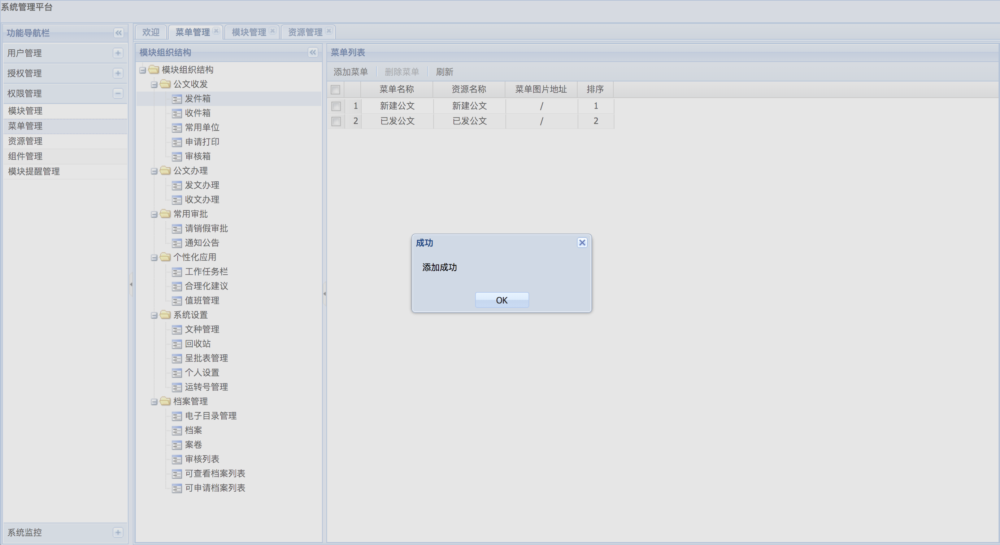 系统管理平台
功能导航栏
用户管理
授权管理
权限管理
模块管理
菜单管理
资源管理
组件管理
模块提醒管理
系统监控
欢迎 菜单管理 模块管理 资源管理
模块组织结构
模块组织结构
公文收发
发件箱
收件箱
常用单位
申请打印
审核箱
公文办理
发文办理
收文办理
常用审批
请销假审批
通知公告
个性化应用
工作任务栏
合理化建议
值班管理
系统设置
文种管理
回收站
呈批表管理
个人设置
运转号管理
档案管理
电子目录管理
档案
案卷
审核列表
可查看档案列表
可申请档案列表
菜单列表
添加菜单 删除菜单 刷新
菜单名称 资源名称 菜单图片地址 排序
1 新建公文 新建公文 / 1
2 已发公文 已发公文 / 2
成功
添加成功
OK